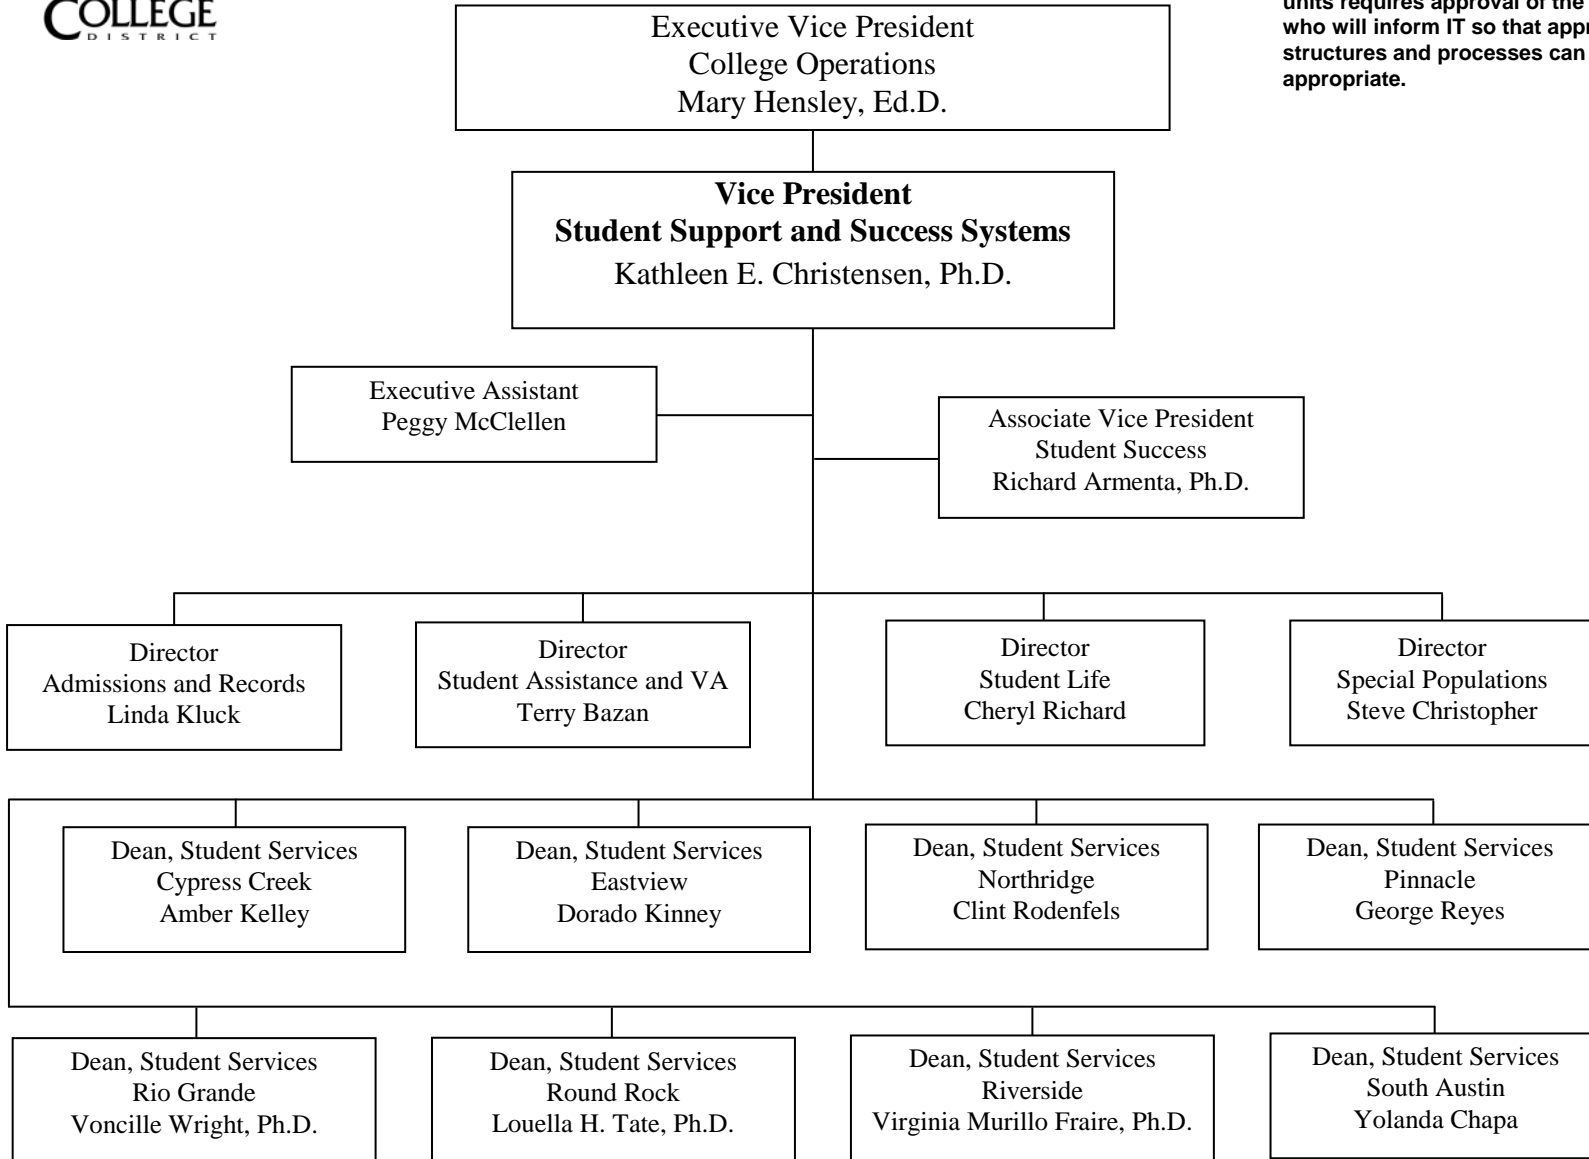 COLLEGE
DISTRICT
units requires approval of the
who will inform IT so that
structures and processes can
appropriate.
Executive Vice President
College Operations
Mary Hensley, Ed.D.
Vice President
Student Support and Success Systems
Kathleen E. Christensen, Ph.D.
Executive Assistant
Peggy McClellen
Associate Vice President
Student Success
Richard Armenta, Ph.D.
Director
Admissions and Records
Linda Kluck
Director
Student Assistance and VA
Terry Bazan
Director
Student Life
Cheryl Richard
Director
Special Populations
Steve Christopher
Dean, Student Services
Cypress Creek
Amber Kelley
Dean, Student Services
Eastview
Dorado Kinney
Dean, Student Services
Northridge
Clint Rodenfels
Dean, Student Services
Pinnacle
George Reyes
Dean, Student Services
Rio Grande
Voncille Wright, Ph.D.
Dean, Student Services
Round Rock
Louella H. Tate, Ph.D.
Dean, Student Services
Riverside
Virginia Murillo Fraire, Ph.D.
Dean, Student Services
South Austin
Yolanda Chapa